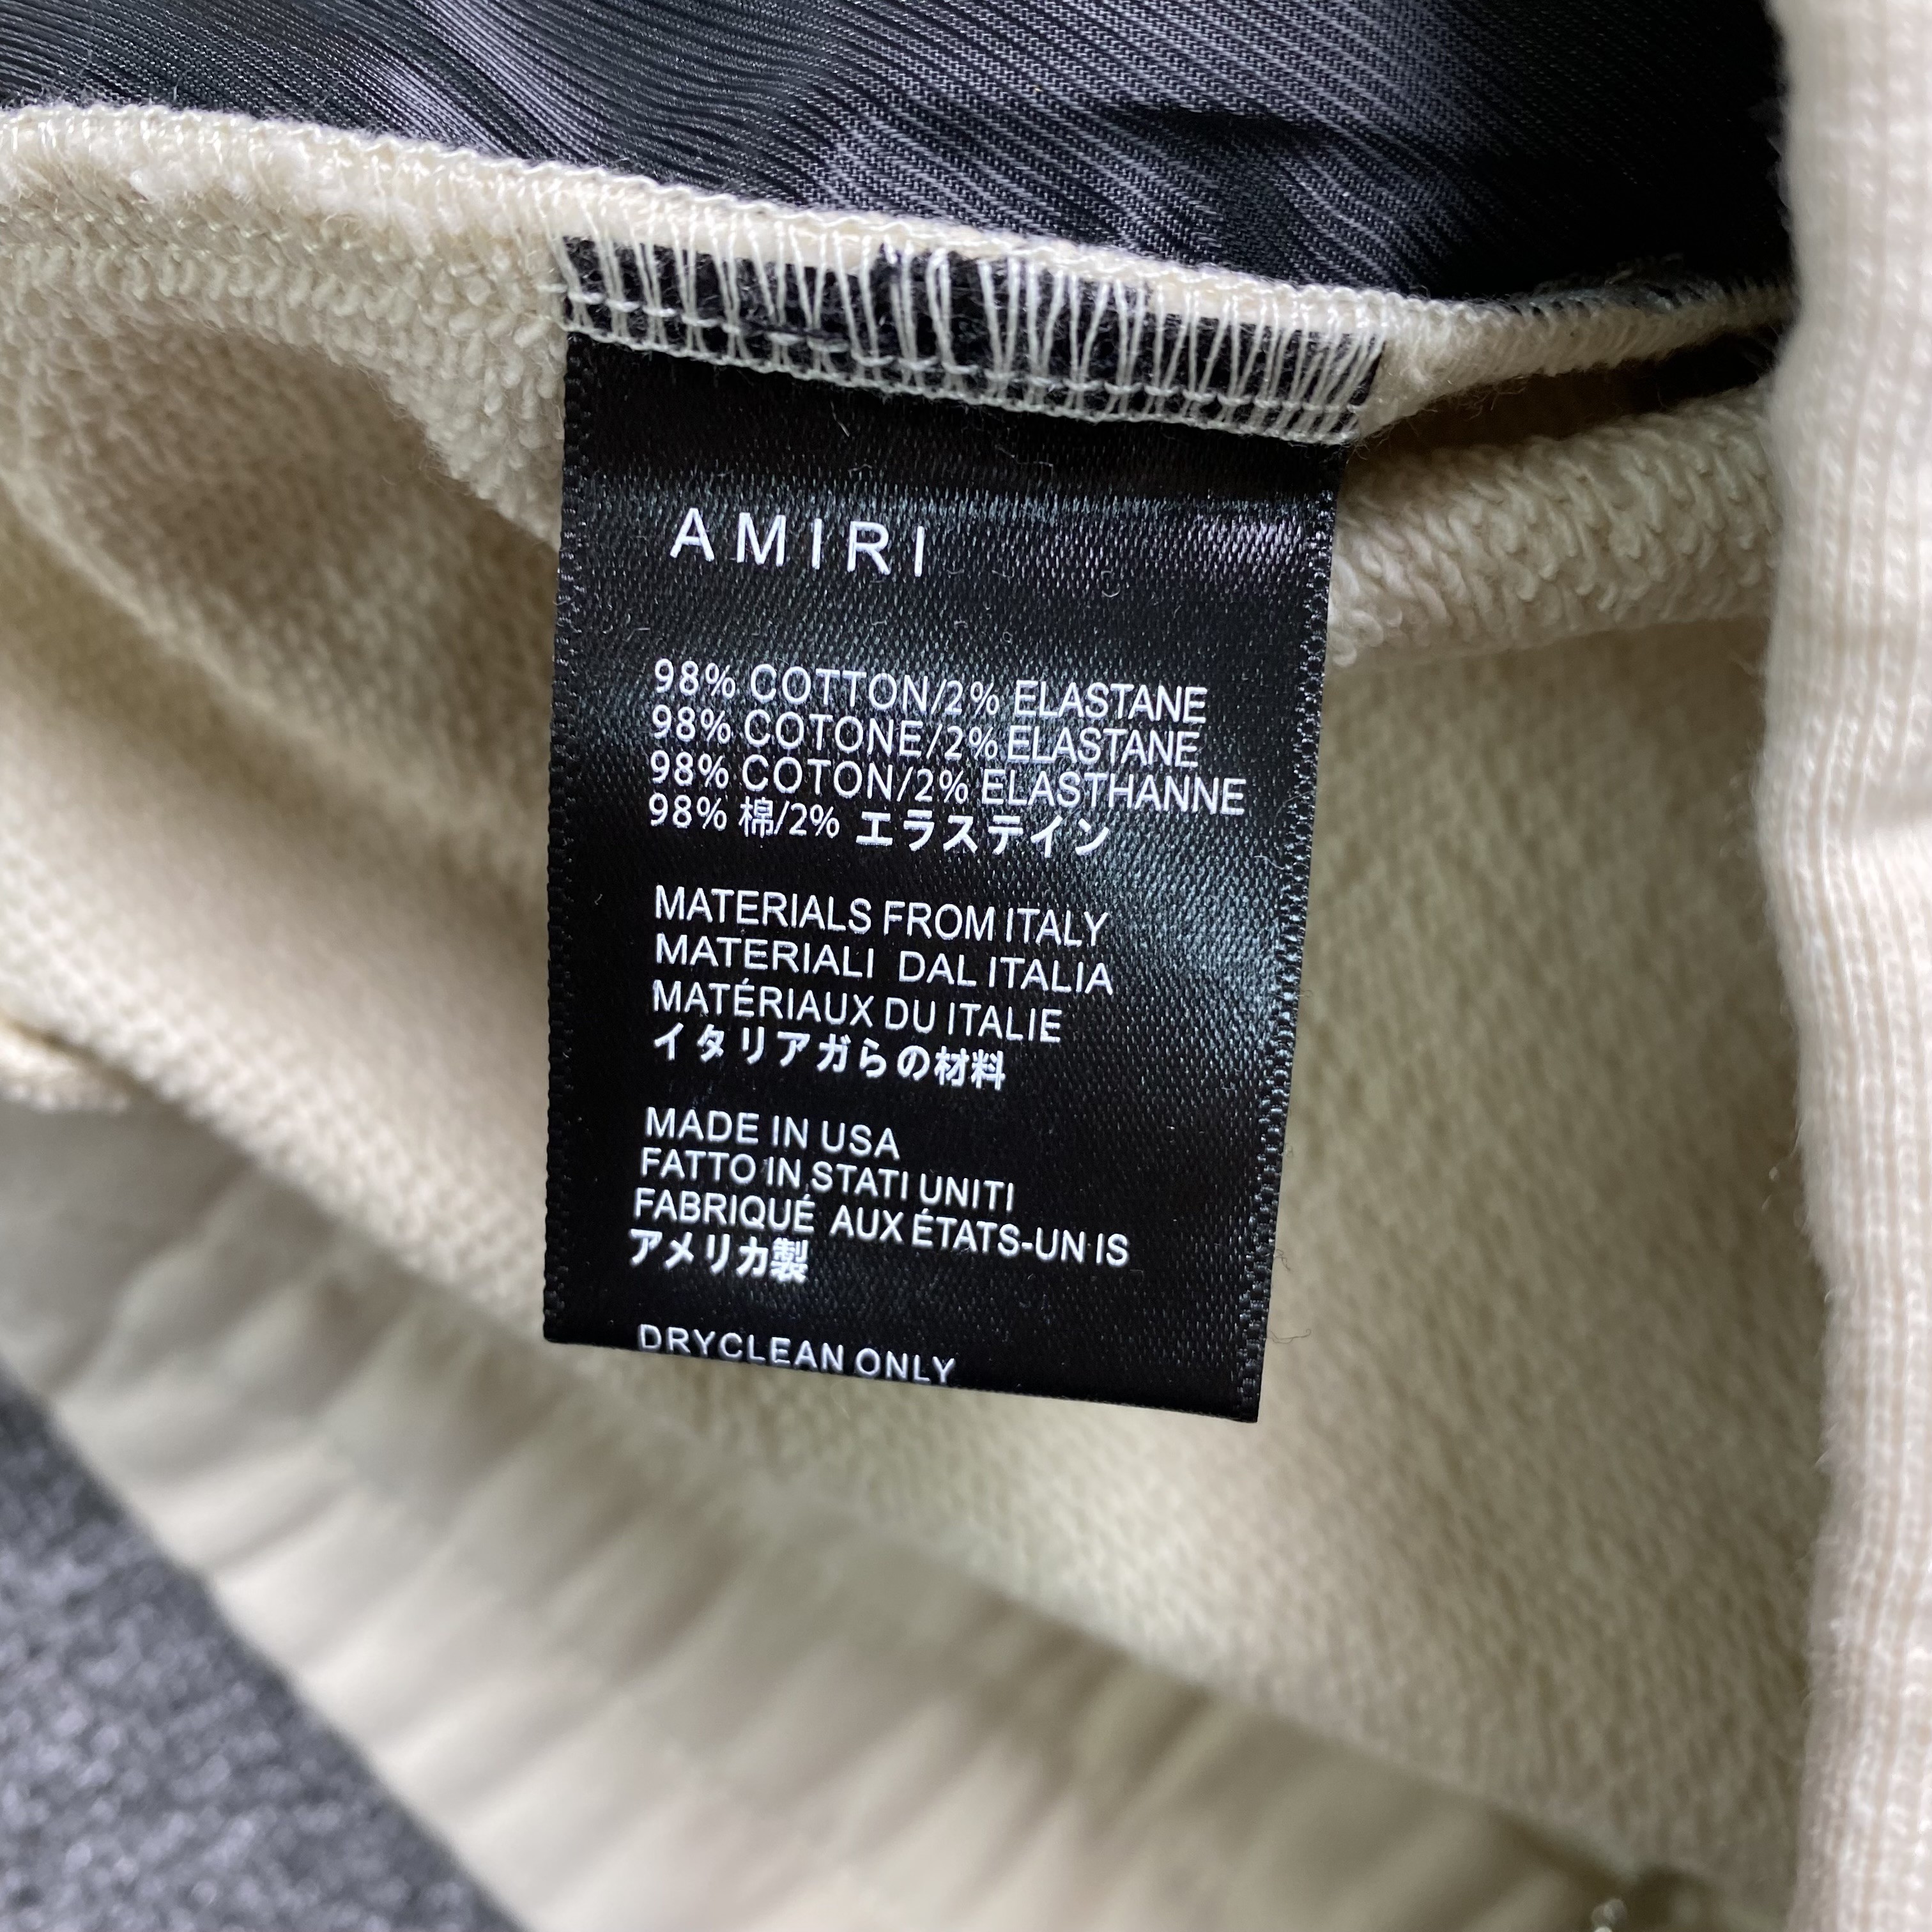 AMIRI
98% COTTON/2% ELASTANE
98% COTONE/2% ELASTANE
98% COTON/2% ELASTHANNE
98% 棉/2% エラステイン
MATERIALS FROM ITALY
MATERIALI DAL ITALIA
MATÉRIAUX DU ITALIE
イタリアガらの材料
MADE IN USA
FATTO IN STATI UNITI
FABRIQUÉ AUX ÉTATS-UN IS
アメリカ製
DRYCLEAN ONLY